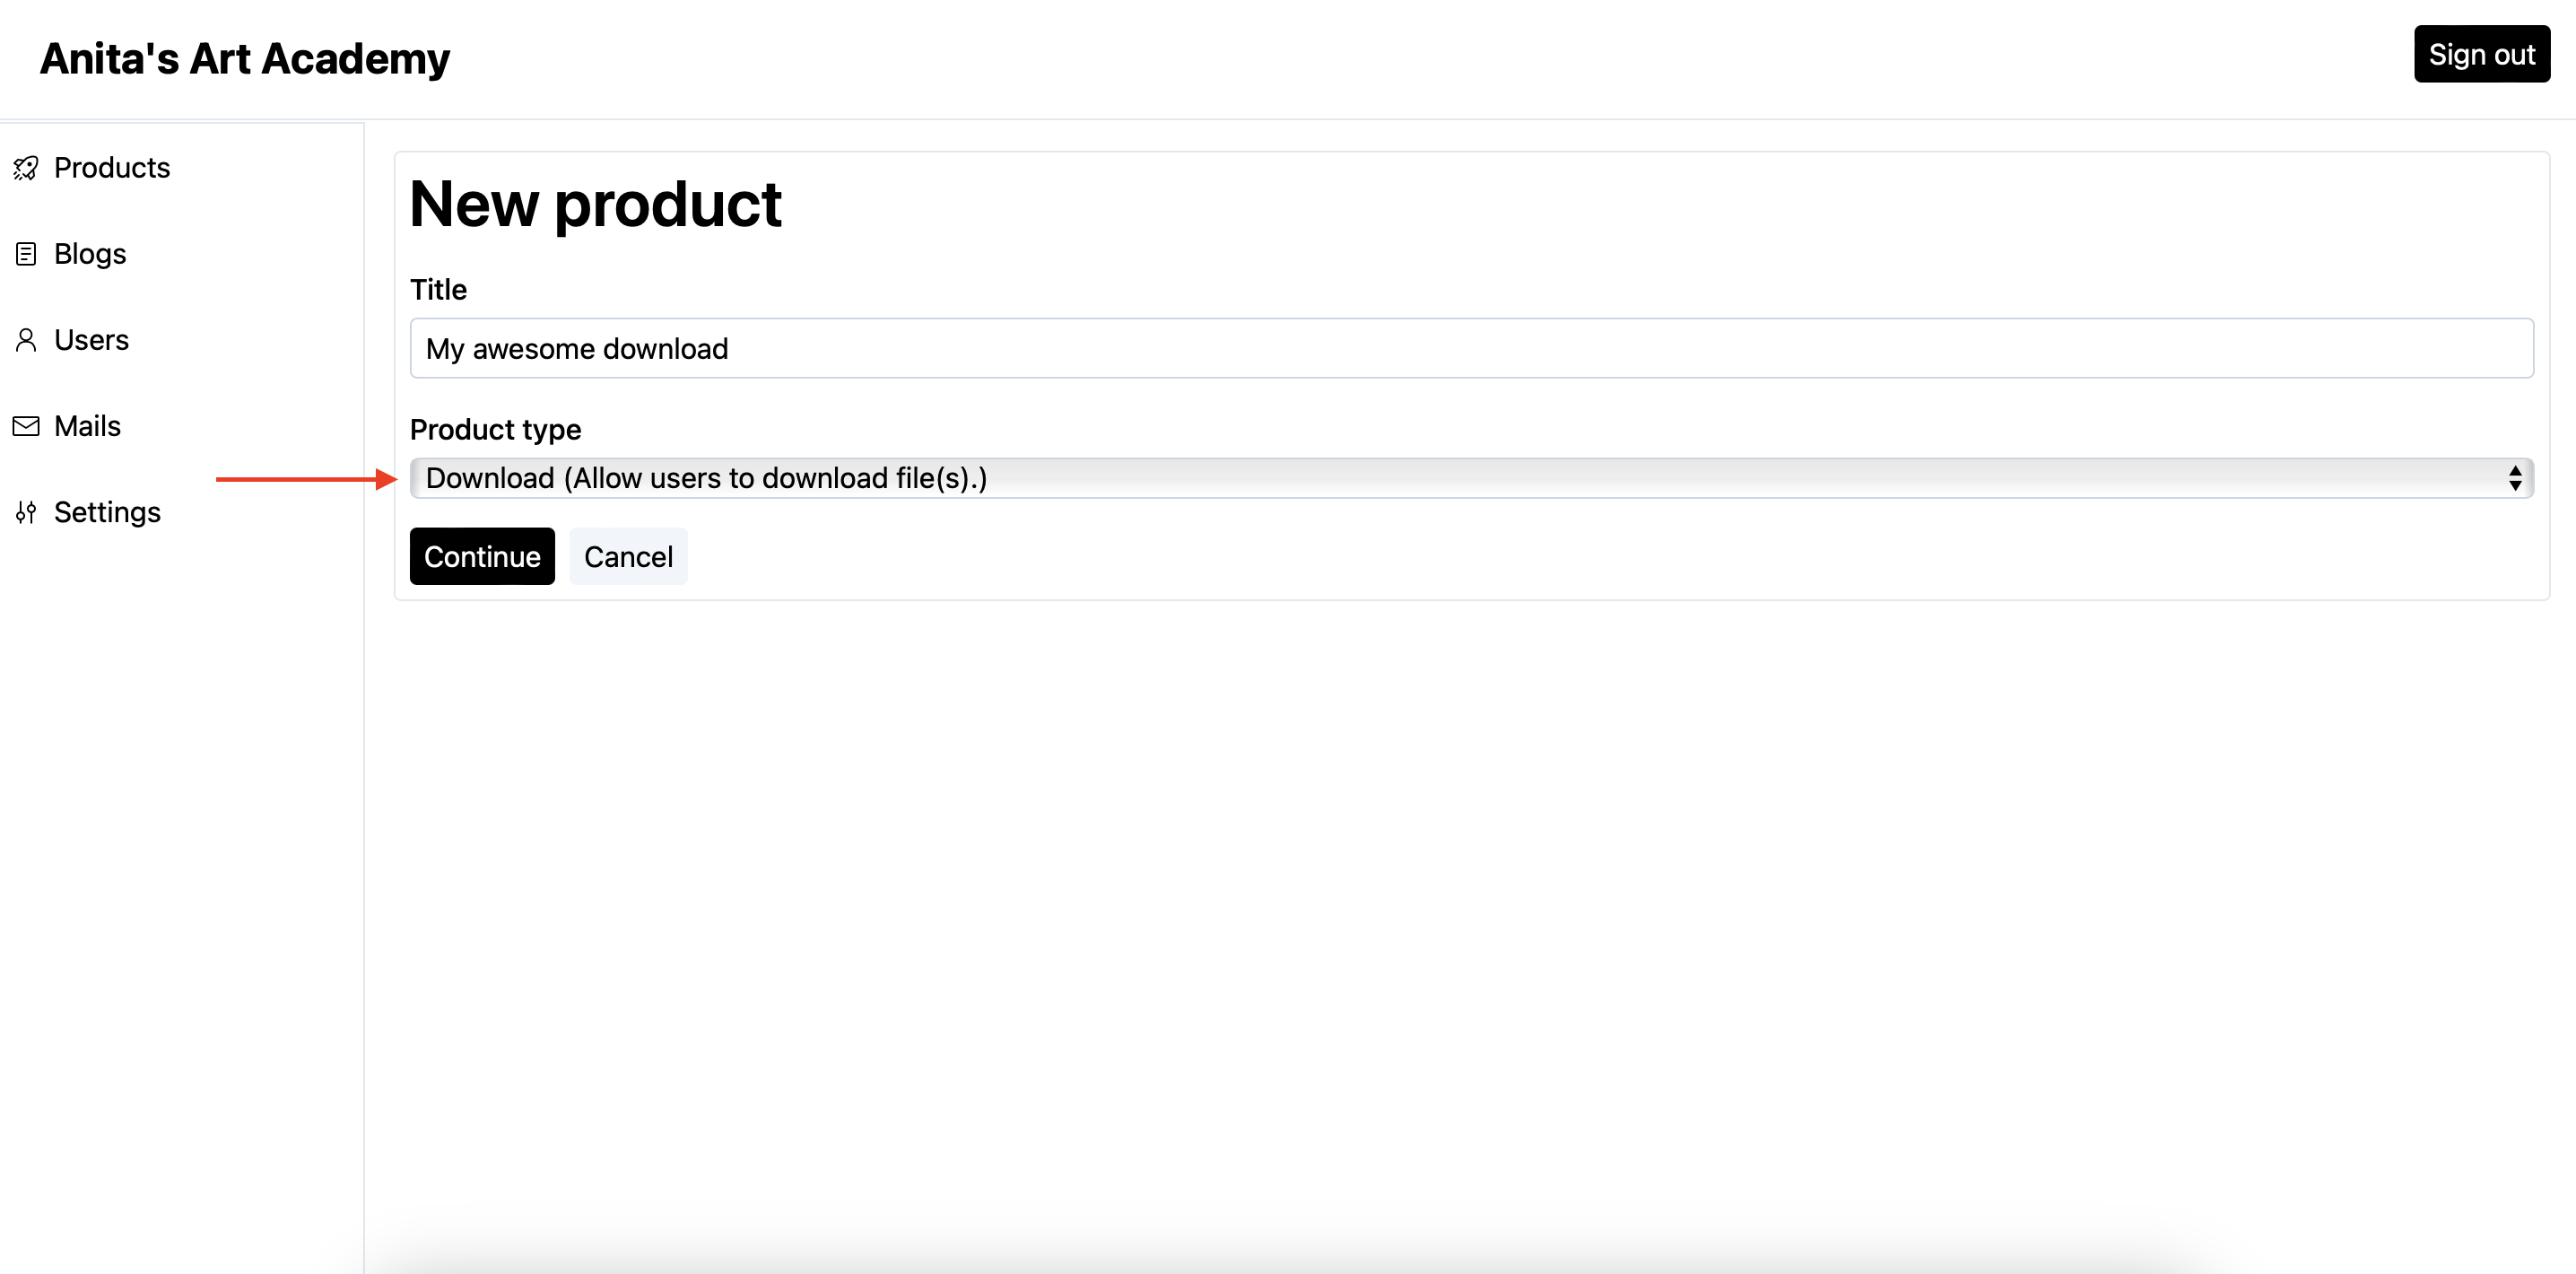 Anita's Art Academy
Sign out
Products
Blogs
Users
Mails
Settings
New product
Title
My awesome download
Product type
Download (Allow users to download file(s).)
Continue
Cancel